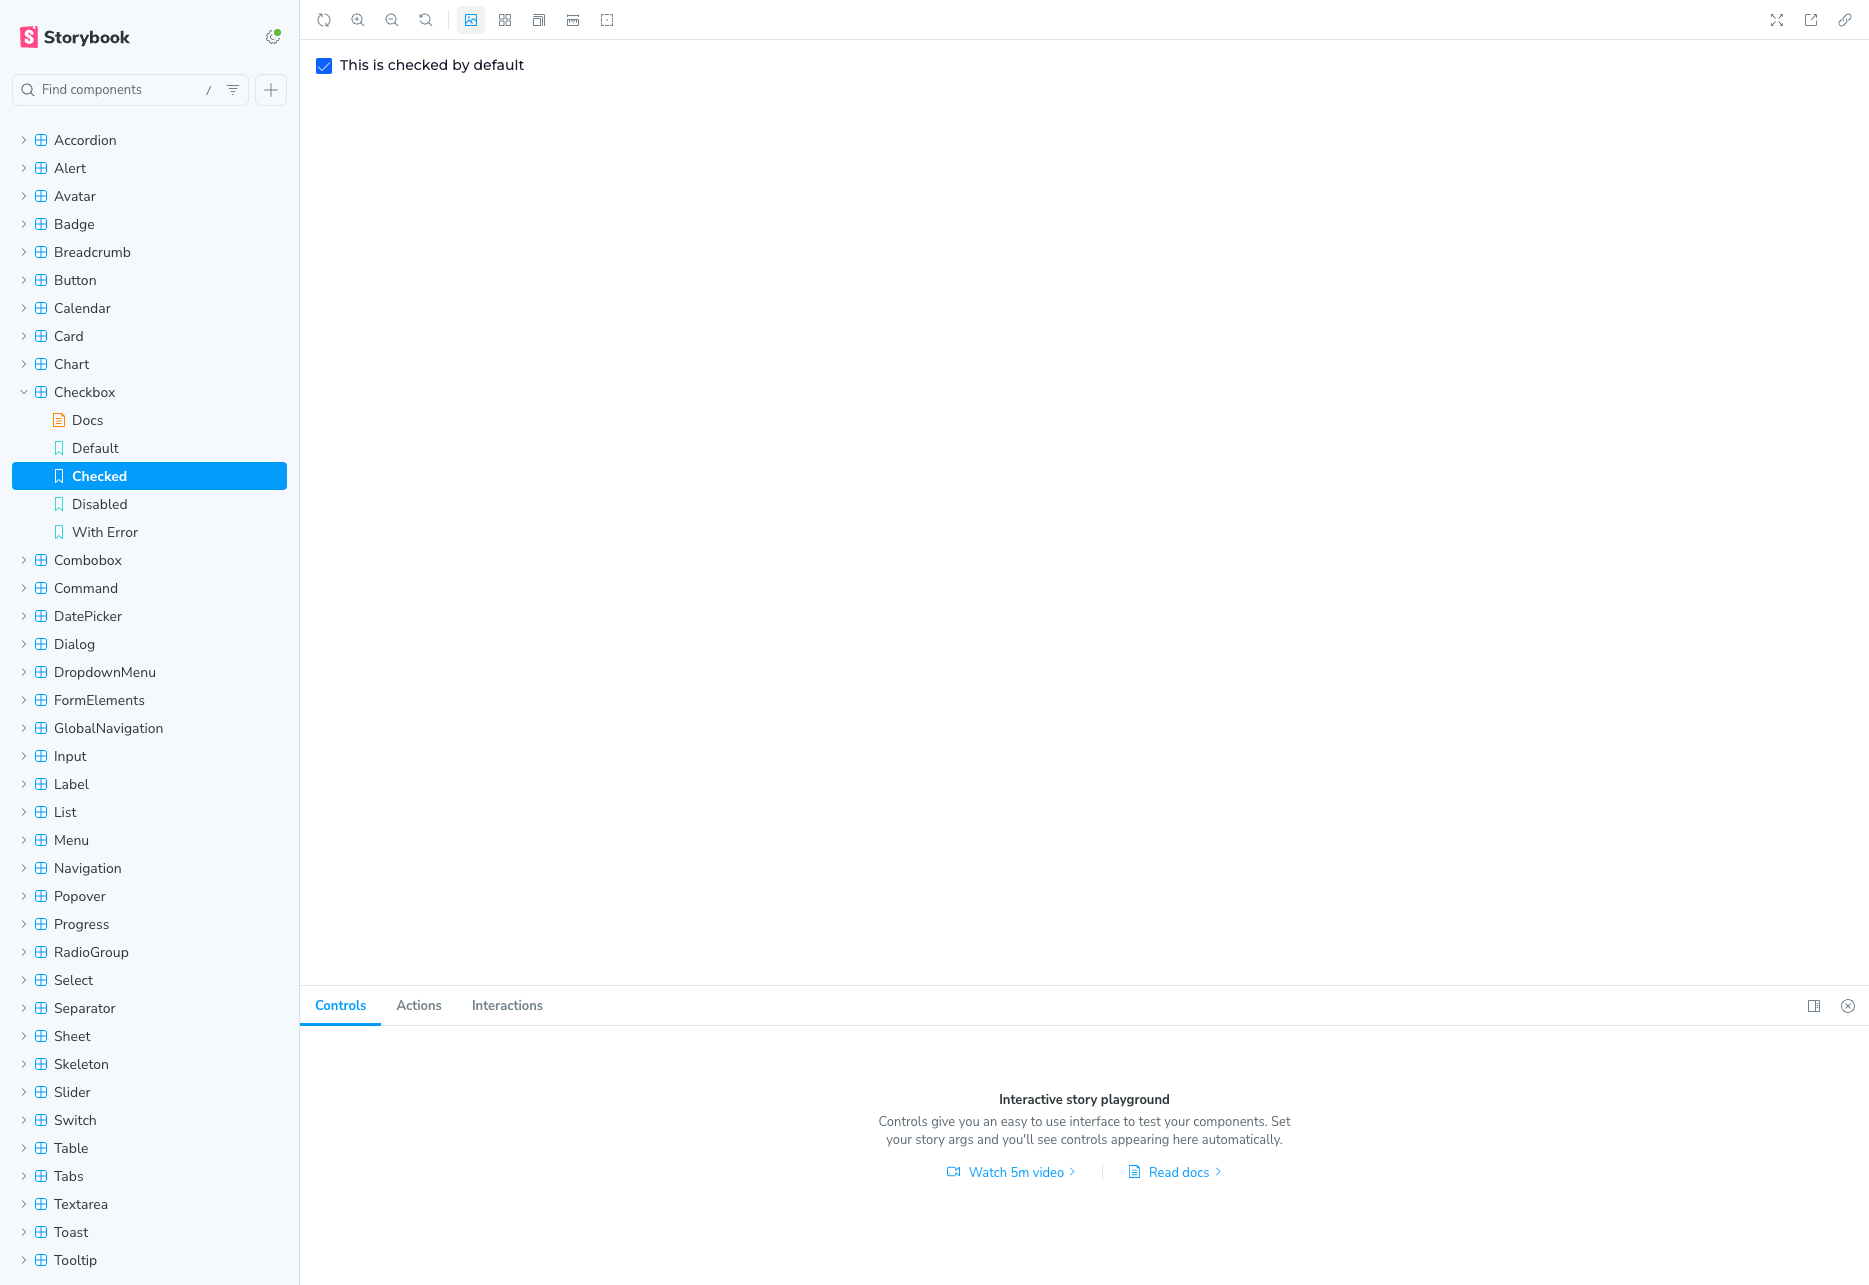 Storybook
Find components /
Accordion
Alert
Avatar
Badge
Breadcrumb
Button
Calendar
Card
Chart
Checkbox
Docs
Default
Checked
Disabled
With Error
Combobox
Command
DatePicker
Dialog
DropdownMenu
FormElements
GlobalNavigation
Input
Label
List
Menu
Navigation
Popover
Progress
RadioGroup
Select
Separator
Sheet
Skeleton
Slider
Switch
Table
Tabs
Textarea
Toast
Tooltip
This is checked by default
Controls Actions Interactions
Interactive story playground
Controls give you an easy to use interface to test your components. Set
your story args and you'll see controls appearing here automatically.
Watch 5m video Read docs